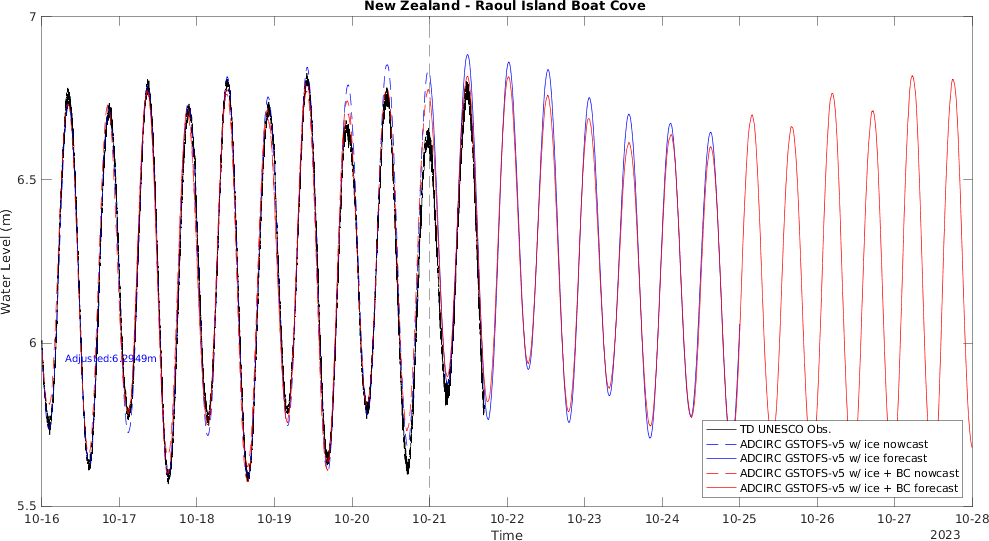 New Zealand - Raoul Island Boat Cove
7
6.5
6
5.5
Water Level (m)
Adjusted:6.2949m
TD UNESCO Obs.
ADCIRC GSTOFS-v5 w/ ice nowcast
ADCIRC GSTOFS-v5 w/ ice forecast
ADCIRC GSTOFS-v5 w/ ice + BC nowcast
ADCIRC GSTOFS-v5 w/ ice + BC forecast
10-16 10-17 10-18 10-19 10-20 10-21 10-22 10-23 10-24 10-25 10-26 10-27 10-28
Time
2023